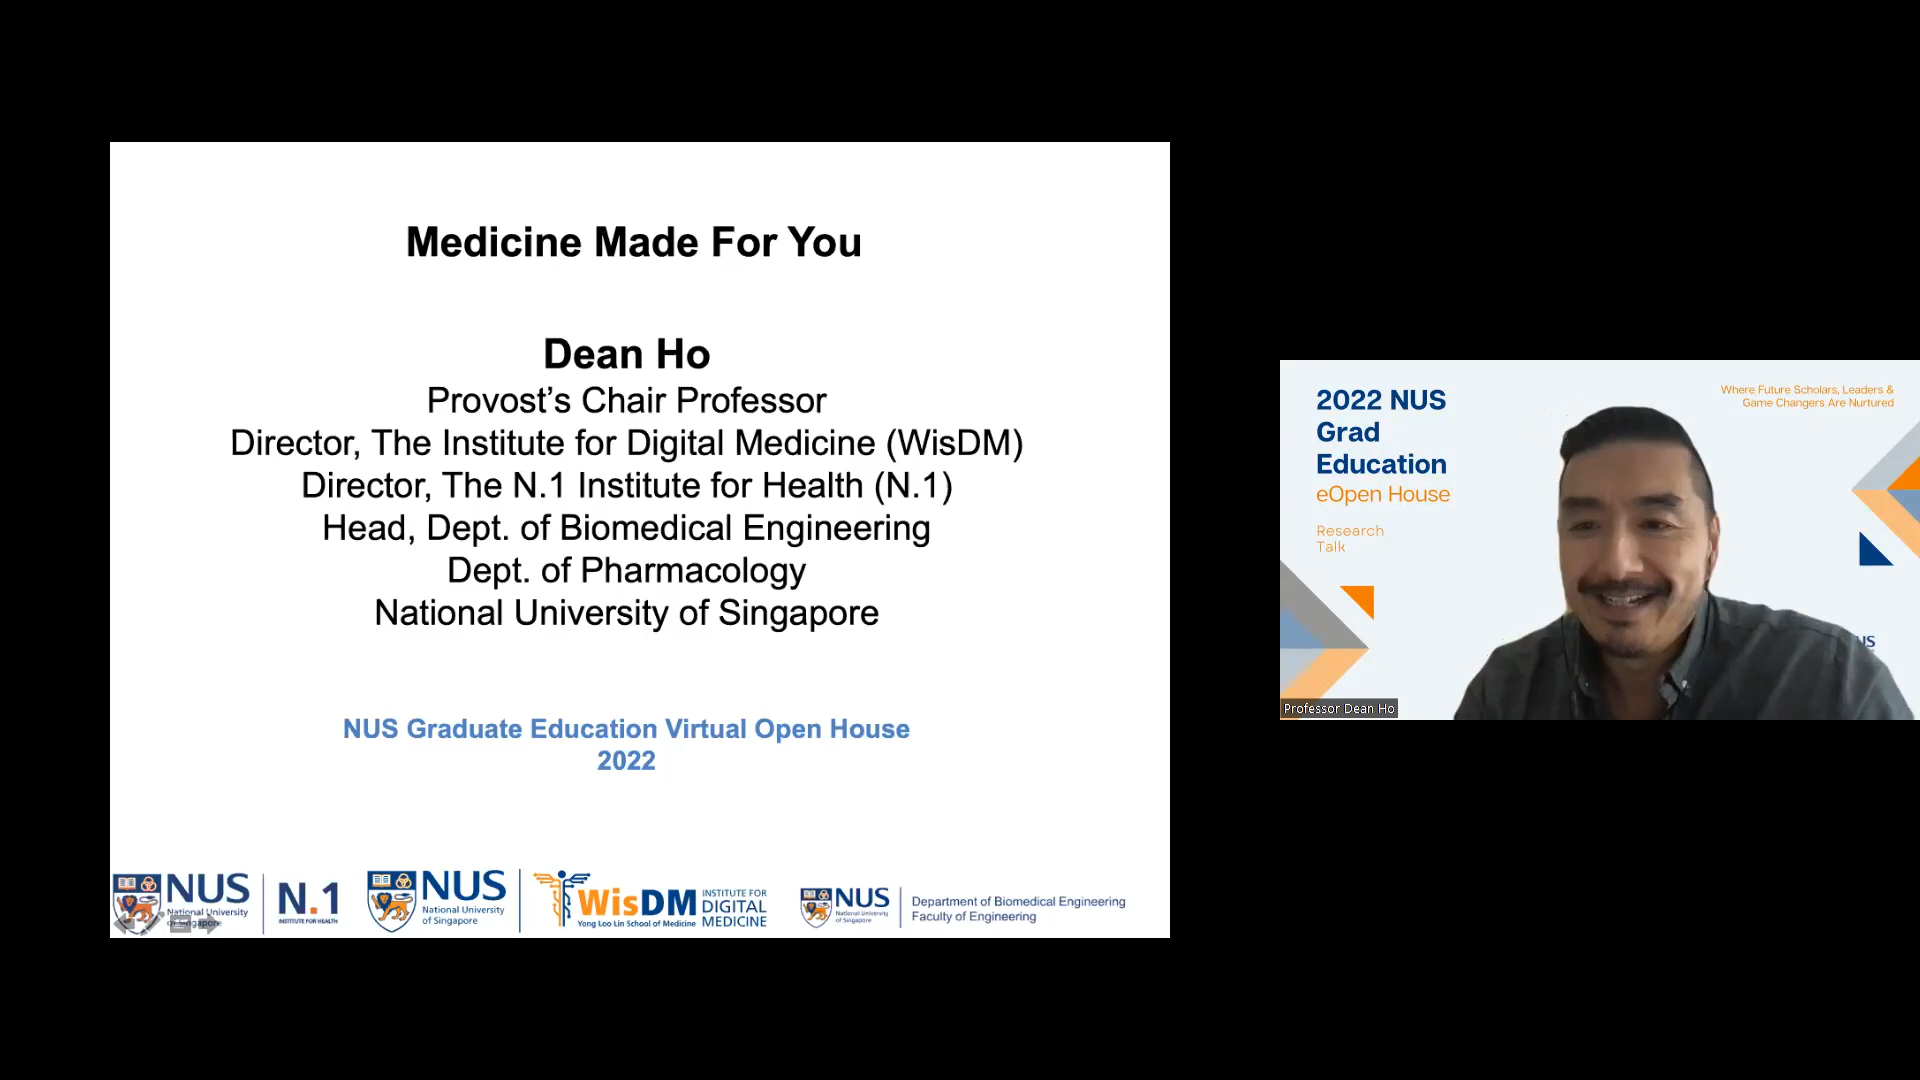 Medicine Made For You
Dean Ho
Provost’s Chair Professor
Director, The Institute for Digital Medicine (WisDM)
Director, The N.1 Institute for Health (N.1)
Head, Dept. of Biomedical Engineering
Dept. of Pharmacology
National University of Singapore
NUS Graduate Education Virtual Open House
2022
NUS
National University
of Singapore
N.1
INSTITUTE FOR HEALTH
NUS
National University
of Singapore
WisDM
Yong Loo Lin School of Medicine
INSTITUTE FOR
DIGITAL
MEDICINE
NUS
National University
of Singapore
Department of Biomedical Engineering
Faculty of Engineering
2022 NUS
Grad
Education
eOpen House
Research
Talk
Where Future Scholars, Leaders &
Game Changers Are Nurtured
US
Professor Dean Ho